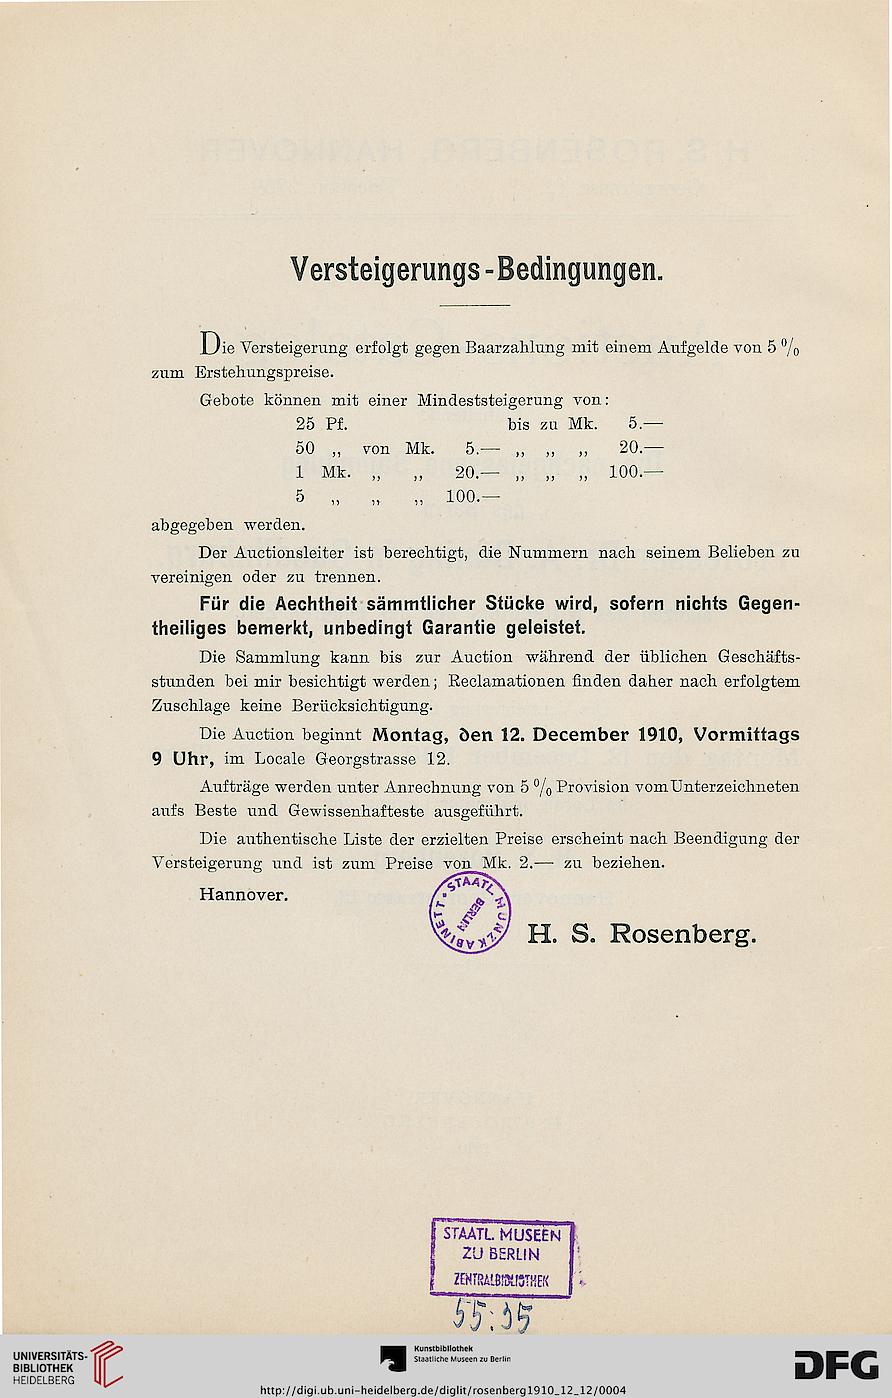 Versteigerungs-Bedingungen.
Die Versteigerung erfolgt gegen Baarzahlung mit einem Aufgelde von 5 %
zum Erstehungspreise.
Gebote können mit einer Mindeststeigerung von:
25 Pf. bis zu Mk. 5.—
50 „ von Mk. 5.— „ „ „ 20.—
1 Mk. „ „ 20.— „ „ „ 100.—
5 „ „ „ 100.—
abgegeben werden.
Der Auctionsleiter ist berechtigt, die Nummern nach seinem Belieben zu
vereinigen oder zu trennen.
Für die Aechtheit sämmtlicher Stücke wird, sofern nichts Gegen-
theiliges bemerkt, unbedingt Garantie geleistet.
Die Sammlung kann bis zur Auction während der üblichen Geschäfts-
stunden bei mir besichtigt werden; Reclamationen finden daher nach erfolgtem
Zuschlage keine Berücksichtigung.
Die Auction beginnt Montag, den 12. December 1910, Vormittags
9 Uhr, im Locale Georgstrasse 12.
Aufträge werden unter Anrechnung von 5 % Provision vom Unterzeichneten
aufs Beste und Gewissenhafteste ausgeführt.
Die authentische Liste der erzielten Preise erscheint nach Beendigung der
Versteigerung und ist zum Preise von Mk. 2.— zu beziehen.
Hannover.
STAATL. MÜNZKABINETT
BERLIN
H. S. Rosenberg.
STAATL. MUSEEN
ZU BERLIN
ZENTRALBIBLIOTHEK
55:35
UNIVERSITÄTS-
BIBLIOTHEK
HEIDELBERG
Kunstbibliothek
Staatliche Museen zu Berlin
DFG
http://digi.ub.uni-heidelberg.de/diglit/rosenberg1910_12_12/0004